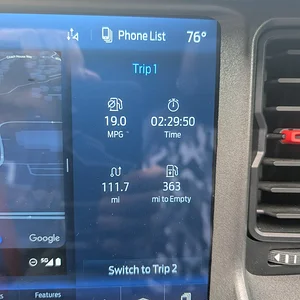 Phone List 76°
Trip 1
19.0 02:29:50
MPG Time
111.7 363
mi mi to Empty
Google
5G
Switch to Trip 2
Features